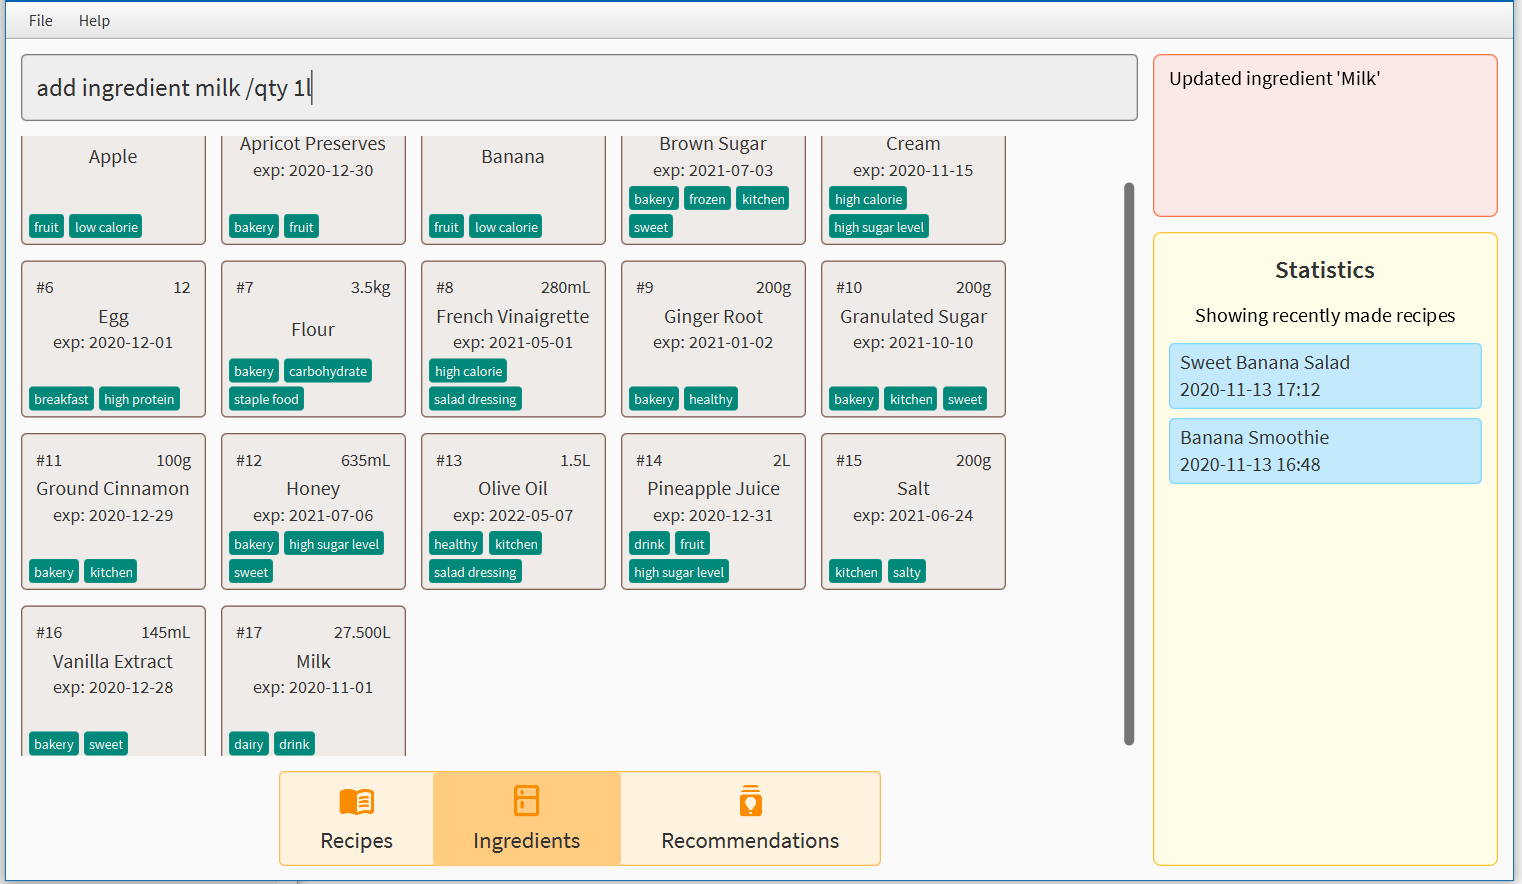 File Help
add ingredient milk /qty 1l
Updated ingredient 'Milk'
Apple
fruit low calorie
Apricot Preserves
exp: 2020-12-30
bakery fruit
Banana
fruit low calorie
Brown Sugar
exp: 2021-07-03
bakery frozen kitchen
sweet
Cream
exp: 2020-11-15
high calorie
high sugar level
#6 12
Egg
exp: 2020-12-01
breakfast high protein
#7 3.5kg
Flour
bakery carbohydrate
staple food
#8 280mL
French Vinaigrette
exp: 2021-05-01
high calorie
salad dressing
#9 200g
Ginger Root
exp: 2021-01-02
bakery healthy
#10 200g
Granulated Sugar
exp: 2021-10-10
bakery kitchen sweet
#11 100g
Ground Cinnamon
exp: 2020-12-29
bakery kitchen
#12 635mL
Honey
exp: 2021-07-06
bakery high sugar level
sweet
#13 1.5L
Olive Oil
exp: 2022-05-07
healthy kitchen
salad dressing
#14 2L
Pineapple Juice
exp: 2020-12-31
drink fruit
high sugar level
#15 200g
Salt
exp: 2021-06-24
kitchen salty
#16 145mL
Vanilla Extract
exp: 2020-12-28
bakery sweet
#17 27.500L
Milk
exp: 2020-11-01
dairy drink
Statistics
Showing recently made recipes
Sweet Banana Salad
2020-11-13 17:12
Banana Smoothie
2020-11-13 16:48
Recipes
Ingredients
Recommendations